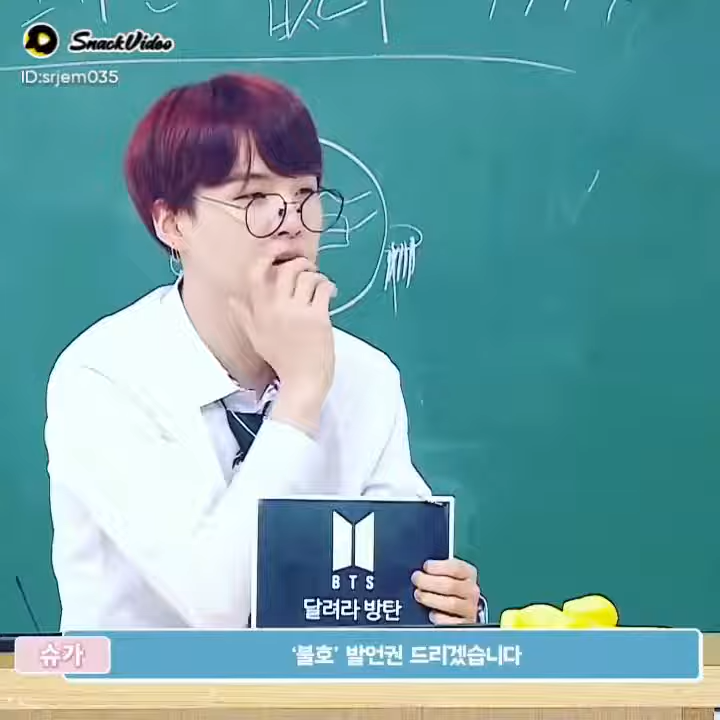 SnackVideo
ID:srjem035
BTS
달려라 방탄
슈가
'불호' 발언권 드리겠습니다